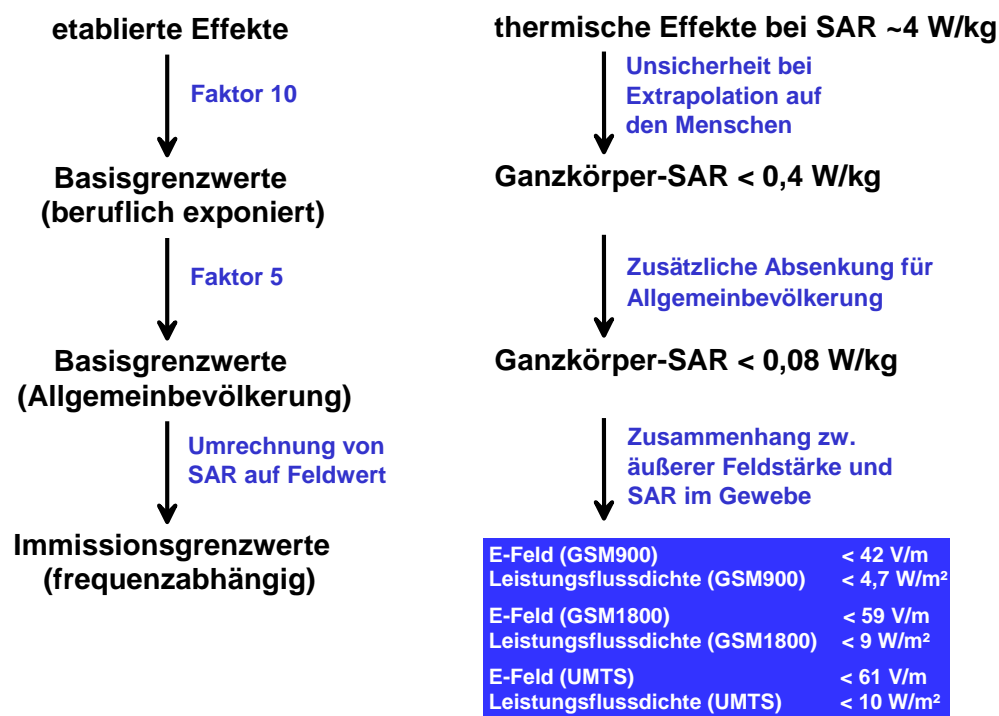 etablierte Effekte
Faktor 10
Basisgrenzwerte
(beruflich exponiert)
Faktor 5
Basisgrenzwerte
(Allgemeinbevölkerung)
Umrechnung von
SAR auf Feldwert
Immissionsgrenzwerte
(frequenzabhängig)
thermische Effekte bei SAR ~4 W/kg
Unsicherheit bei
Extrapolation auf
den Menschen
Ganzkörper-SAR < 0,4 W/kg
Zusätzliche Absenkung für
Allgemeinbevölkerung
Ganzkörper-SAR < 0,08 W/kg
Zusammenhang zw.
äußerer Feldstärke und
SAR im Gewebe
E-Feld (GSM900) < 42 V/m
Leistungsflussdichte (GSM900) < 4,7 W/m²
E-Feld (GSM1800) < 59 V/m
Leistungsflussdichte (GSM1800) < 9 W/m²
E-Feld (UMTS) < 61 V/m
Leistungsflussdichte (UMTS) < 10 W/m²